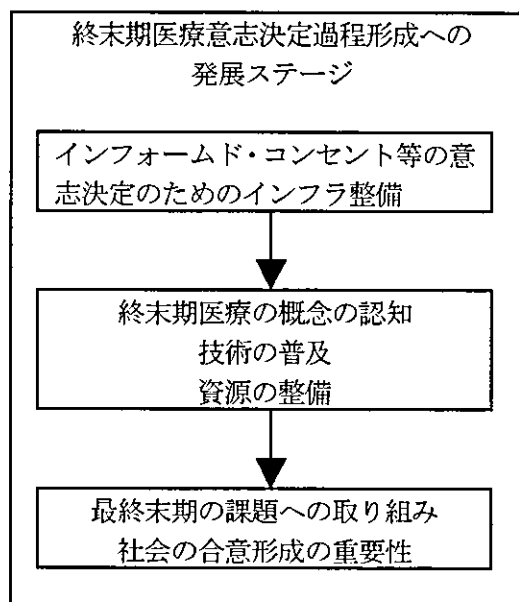 終末期医療意志決定過程形成への
発展ステージ
インフォームド・コンセント等の意
志決定のためのインフラ整備
終末期医療の概念の認知
技術の普及
資源の整備
最終末期の課題への取り組み
社会の合意形成の重要性